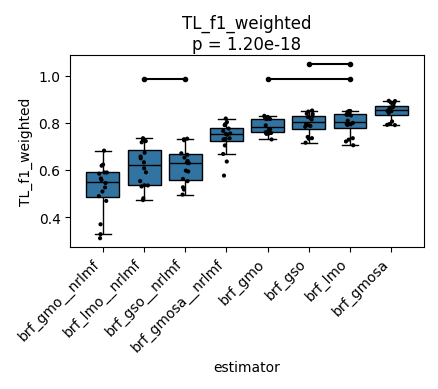 TL_f1_weighted
p = 1.20e-18
TL_f1_weighted
1.0
0.8
0.6
0.4
brf_gmo__nrlmf
brf_lmo__nrlmf
brf_gso__nrlmf
brf_gmosa__nrlmf
brf_gmo
brf_gso
brf_lmo
brf_gmosa
estimator